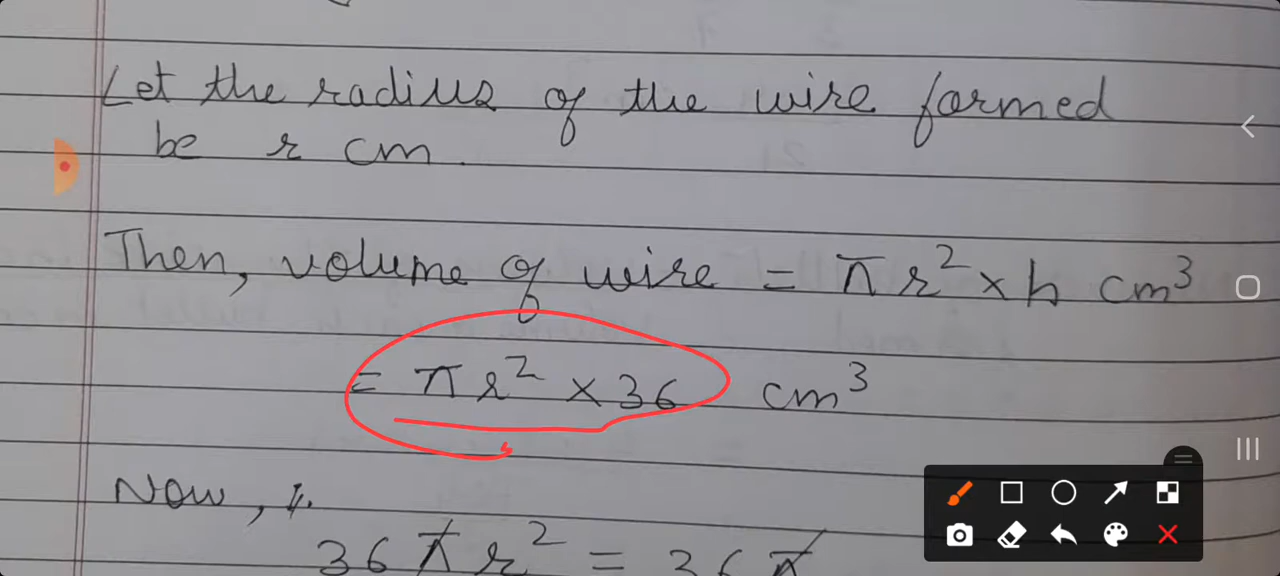 Let the radius of the wire formed
be r cm.
Then, volume of wire = πr² × h cm³
= πr² × 36 cm³
Now,
36πr² = 36π